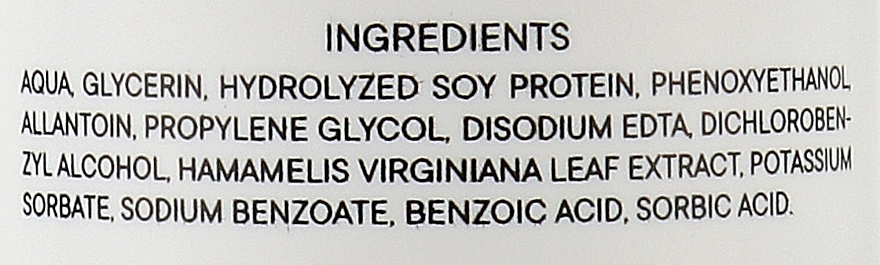 INGREDIENTS
AQUA, GLYCERIN, HYDROLYZED SOY PROTEIN, PHENOXYETHANOL,
ALLANTOIN, PROPYLENE GLYCOL, DISODIUM EDTA, DICHLOROBEN-
ZYL ALCOHOL, HAMAMELIS VIRGINIANA LEAF EXTRACT, POTASSIUM
SORBATE, SODIUM BENZOATE, BENZOIC ACID, SORBIC ACID.